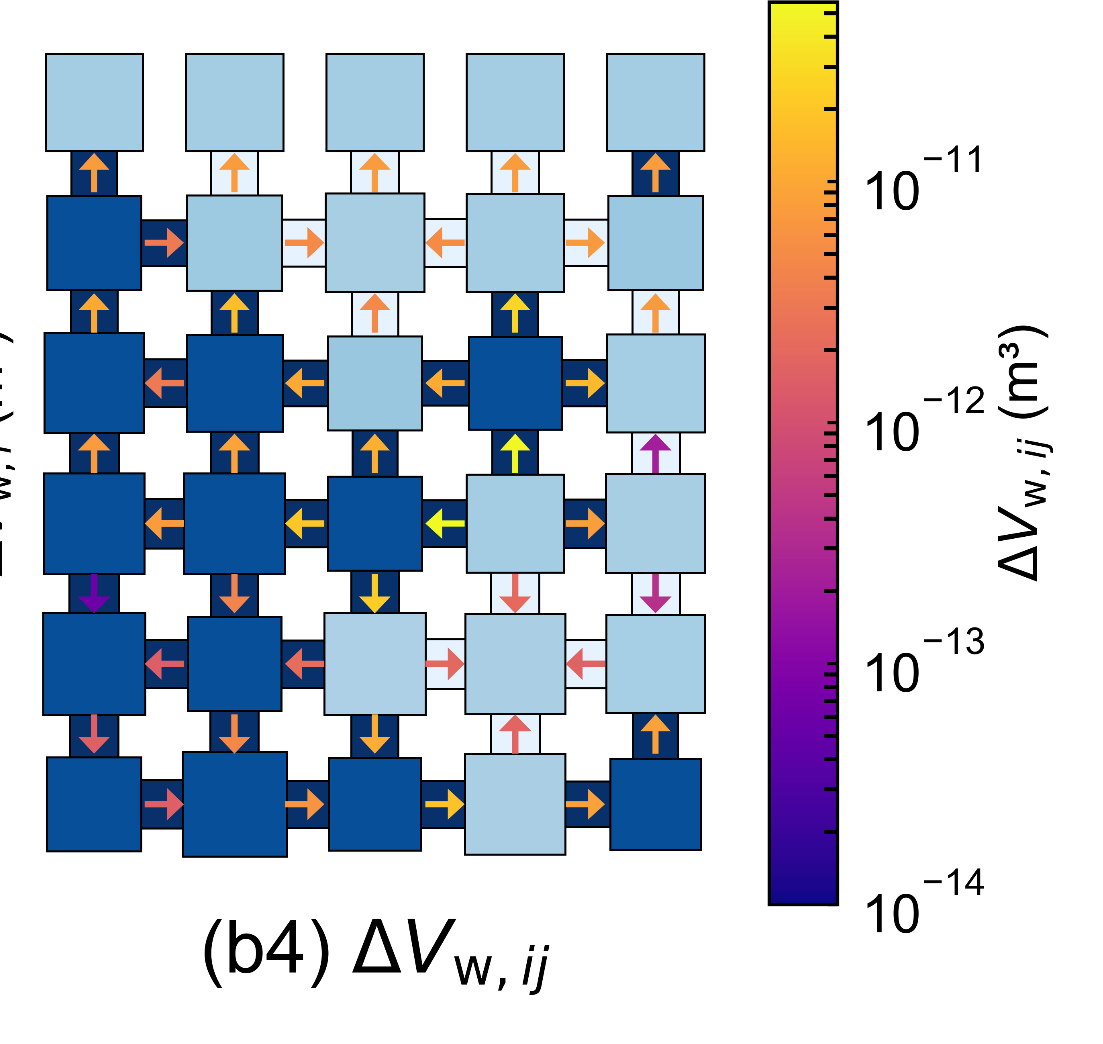 10⁻¹¹
10⁻¹²
10⁻¹³
10⁻¹⁴
ΔV_w, ij (m³)
(b4) ΔV_w, ij